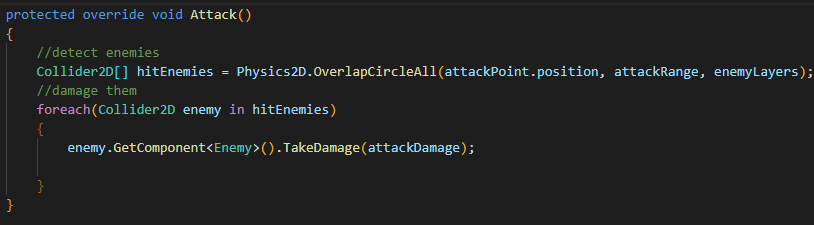 protected override void Attack()
{
//detect enemies
Collider2D[] hitEnemies = Physics2D.OverlapCircleAll(attackPoint.position, attackRange, enemyLayers);
//damage them
foreach(Collider2D enemy in hitEnemies)
{
enemy.GetComponent<Enemy>().TakeDamage(attackDamage);
}
}